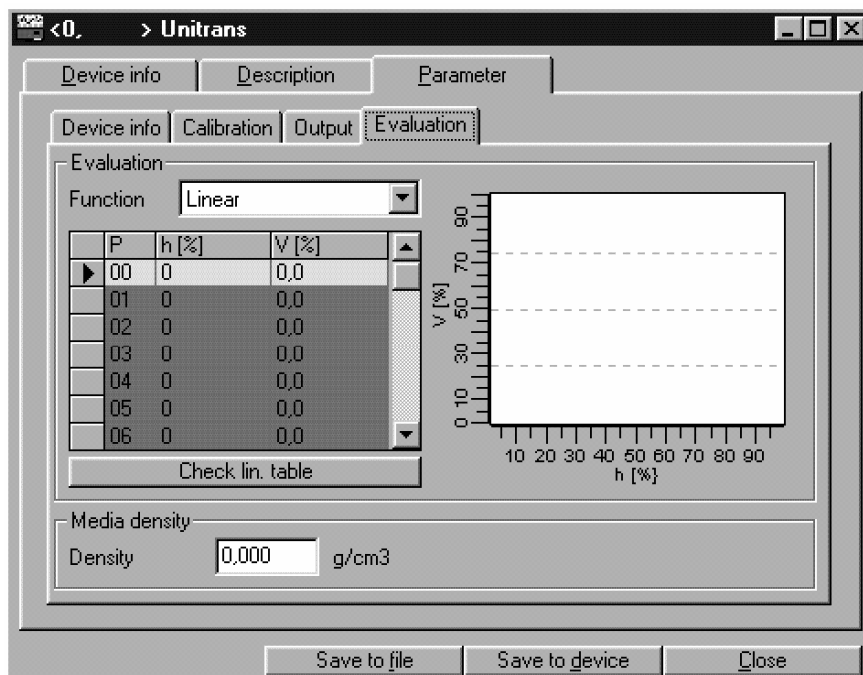 <0,      > Unitrans
Device info Description Parameter
Device info Calibration Output Evaluation
Evaluation
Function Linear
P h [%] V [%]
00 0 0,0
01 0 0,0
02 0 0,0
03 0 0,0
04 0 0,0
05 0 0,0
06 0 0,0
Check lin. table
V [%]
90
70
50
30
10
0
10 20 30 40 50 60 70 80 90
h [%}
Media density
Density 0,000 g/cm3
Save to file Save to device Close